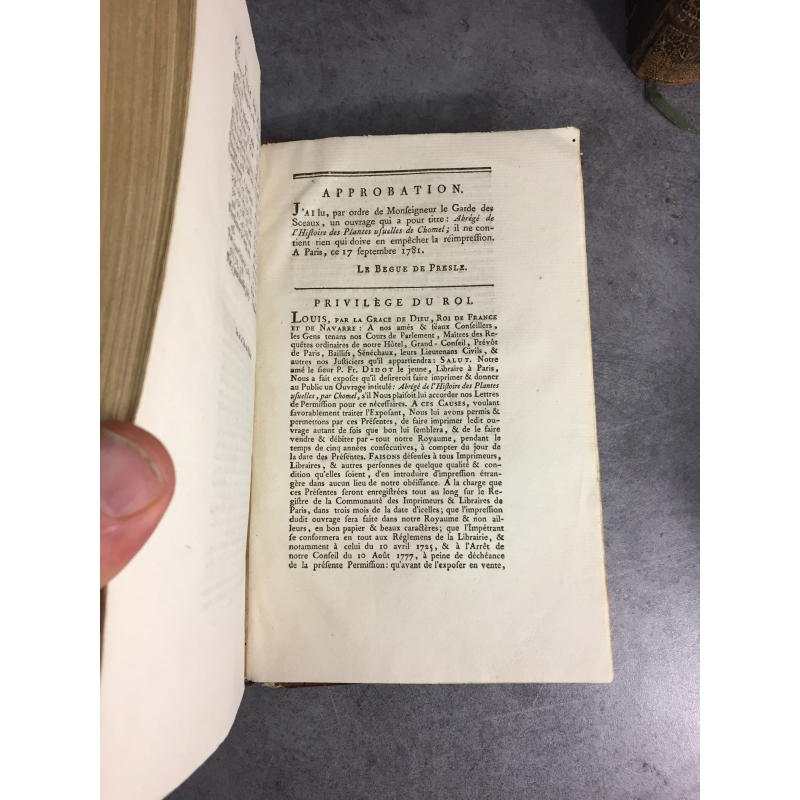 APPROBATION.
J'AI lu, par ordre de Monseigneur le Garde des
Sceaux, un ouvrage qui a pour titre : Abrégé de
l'Histoire des Plantes usuelles de Chomel ; il ne con-
tient rien qui doive en empêcher la réimpression.
A Paris, ce 17 septembre 1781.
LE BEGUE DE PRESLE.
PRIVILÈGE DU ROI.
LOUIS, PAR LA GRACE DE DIEU, ROI DE FRANCE
ET DE NAVARRE : A nos amés & féaux Conseillers,
les Gens tenans nos Cours de Parlement, Maîtres des Re-
quêtes ordinaires de notre Hôtel, Grand-Conseil, Prévôt
de Paris, Baillifs, Sénéchaux, leurs Lieutenans Civils, &
autres nos Justiciers qu'il appartiendra : SALUT. Notre
amé le sieur P. Fr. DIDOT le jeune, Libraire à Paris,
Nous a fait exposer qu'il desireroit faire imprimer & donner
au Public un Ouvrage intitulé : Abrégé de l'Histoire des Plantes
usuelles, par Chomel, s'il Nous plaisoit lui accorder nos Lettres
de Permission pour ce nécessaires. A CES CAUSES, voulant
favorablement traiter l'Exposant, Nous lui avons permis &
permettons par ces Présentes, de faire imprimer ledit ou-
vrage autant de fois que bon lui semblera, & de le faire
vendre & débiter par-tout notre Royaume, pendant le
temps de cinq années consécutives, à compter du jour de
la date des Présentes. FAISONS défenses à tous Imprimeurs,
Libraires, & autres personnes de quelque qualité & con-
dition qu'elles soient, d'en introduire d'impression étran-
gère dans aucun lieu de notre obéissance. A la charge que
ces Présentes seront enregistrées tout au long sur le Re-
gistre de la Communauté des Imprimeurs & Libraires de
Paris, dans trois mois de la date d'icelles ; que l'impression
dudit ouvrage sera faite dans notre Royaume & non ail-
leurs, en bon papier & beaux caractères ; que l'Impétrant
se conformera en tout aux Réglemens de la Librairie, &
notamment à celui du 10 avril 1725, & à l'Arrêt de
notre Conseil du 10 Août 1777, à peine de déchéance
de la présente Permission : qu'avant de l'exposer en vente,